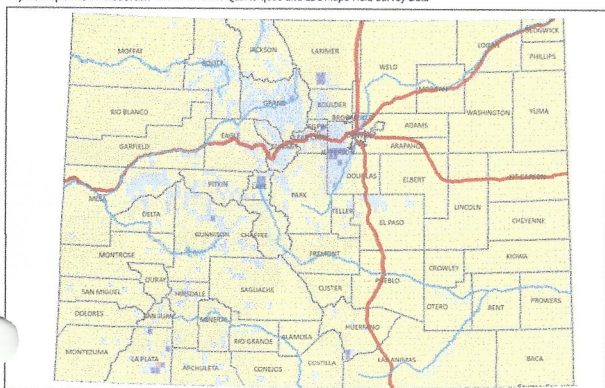 JACKSON
LARIMER
SEDGWICK
LOGAN
PHILLIPS
MOFFAT
ROUTT
WELD
MORGAN
GRAND
BOULDER
RIO BLANCO
WASHINGTON
YUMA
ADAMS
EAGLE
ARAPAHO
GARFIELD
DOUGLAS
ELBERT
KIT CARSON
PITKIN
LAKE
PARK
MESA
LINCOLN
DELTA
TELLER
EL PASO
CHEYENNE
GUNNISON
CHAFFEE
FREMONT
KIOWA
MONTROSE
CROWLEY
PUEBLO
OURAY
SAN MIGUEL
SAGUACHE
CUSTER
HINSDALE
OTERO
BENT
PROWERS
DOLORES
SAN JUAN
MINERAL
HUERFANO
RIO GRANDE
ALAMOSA
MONTEZUMA
LA PLATA
COSTILLA
LAS ANIMAS
BACA
ARCHULETA
CONEJOS